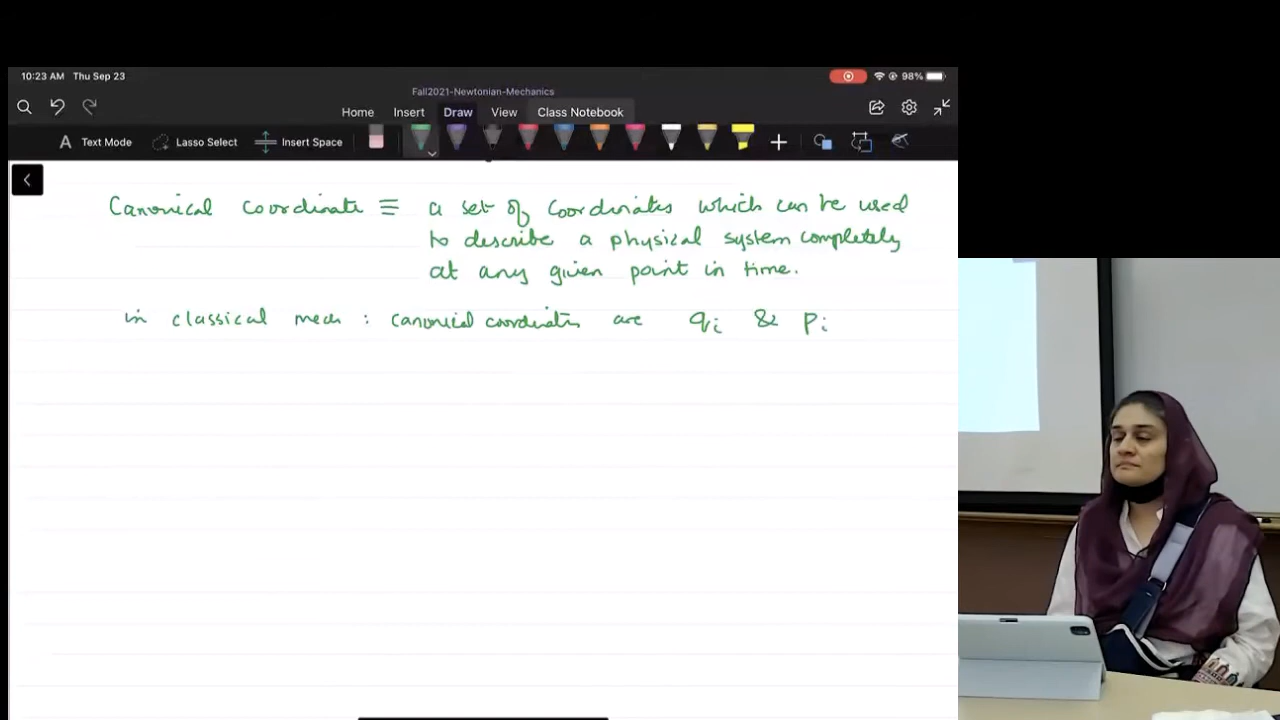 10:23 AM Thu Sep 23
98%
Fall2021-Newtonian-Mechanics
Home Insert Draw View Class Notebook
A Text Mode Lasso Select Insert Space
Canonical coordinate ≡ a set of coordinates which can be used
to describe a physical system completely
at any given point in time.
in classical mech : canonical coordinates are qi & pi